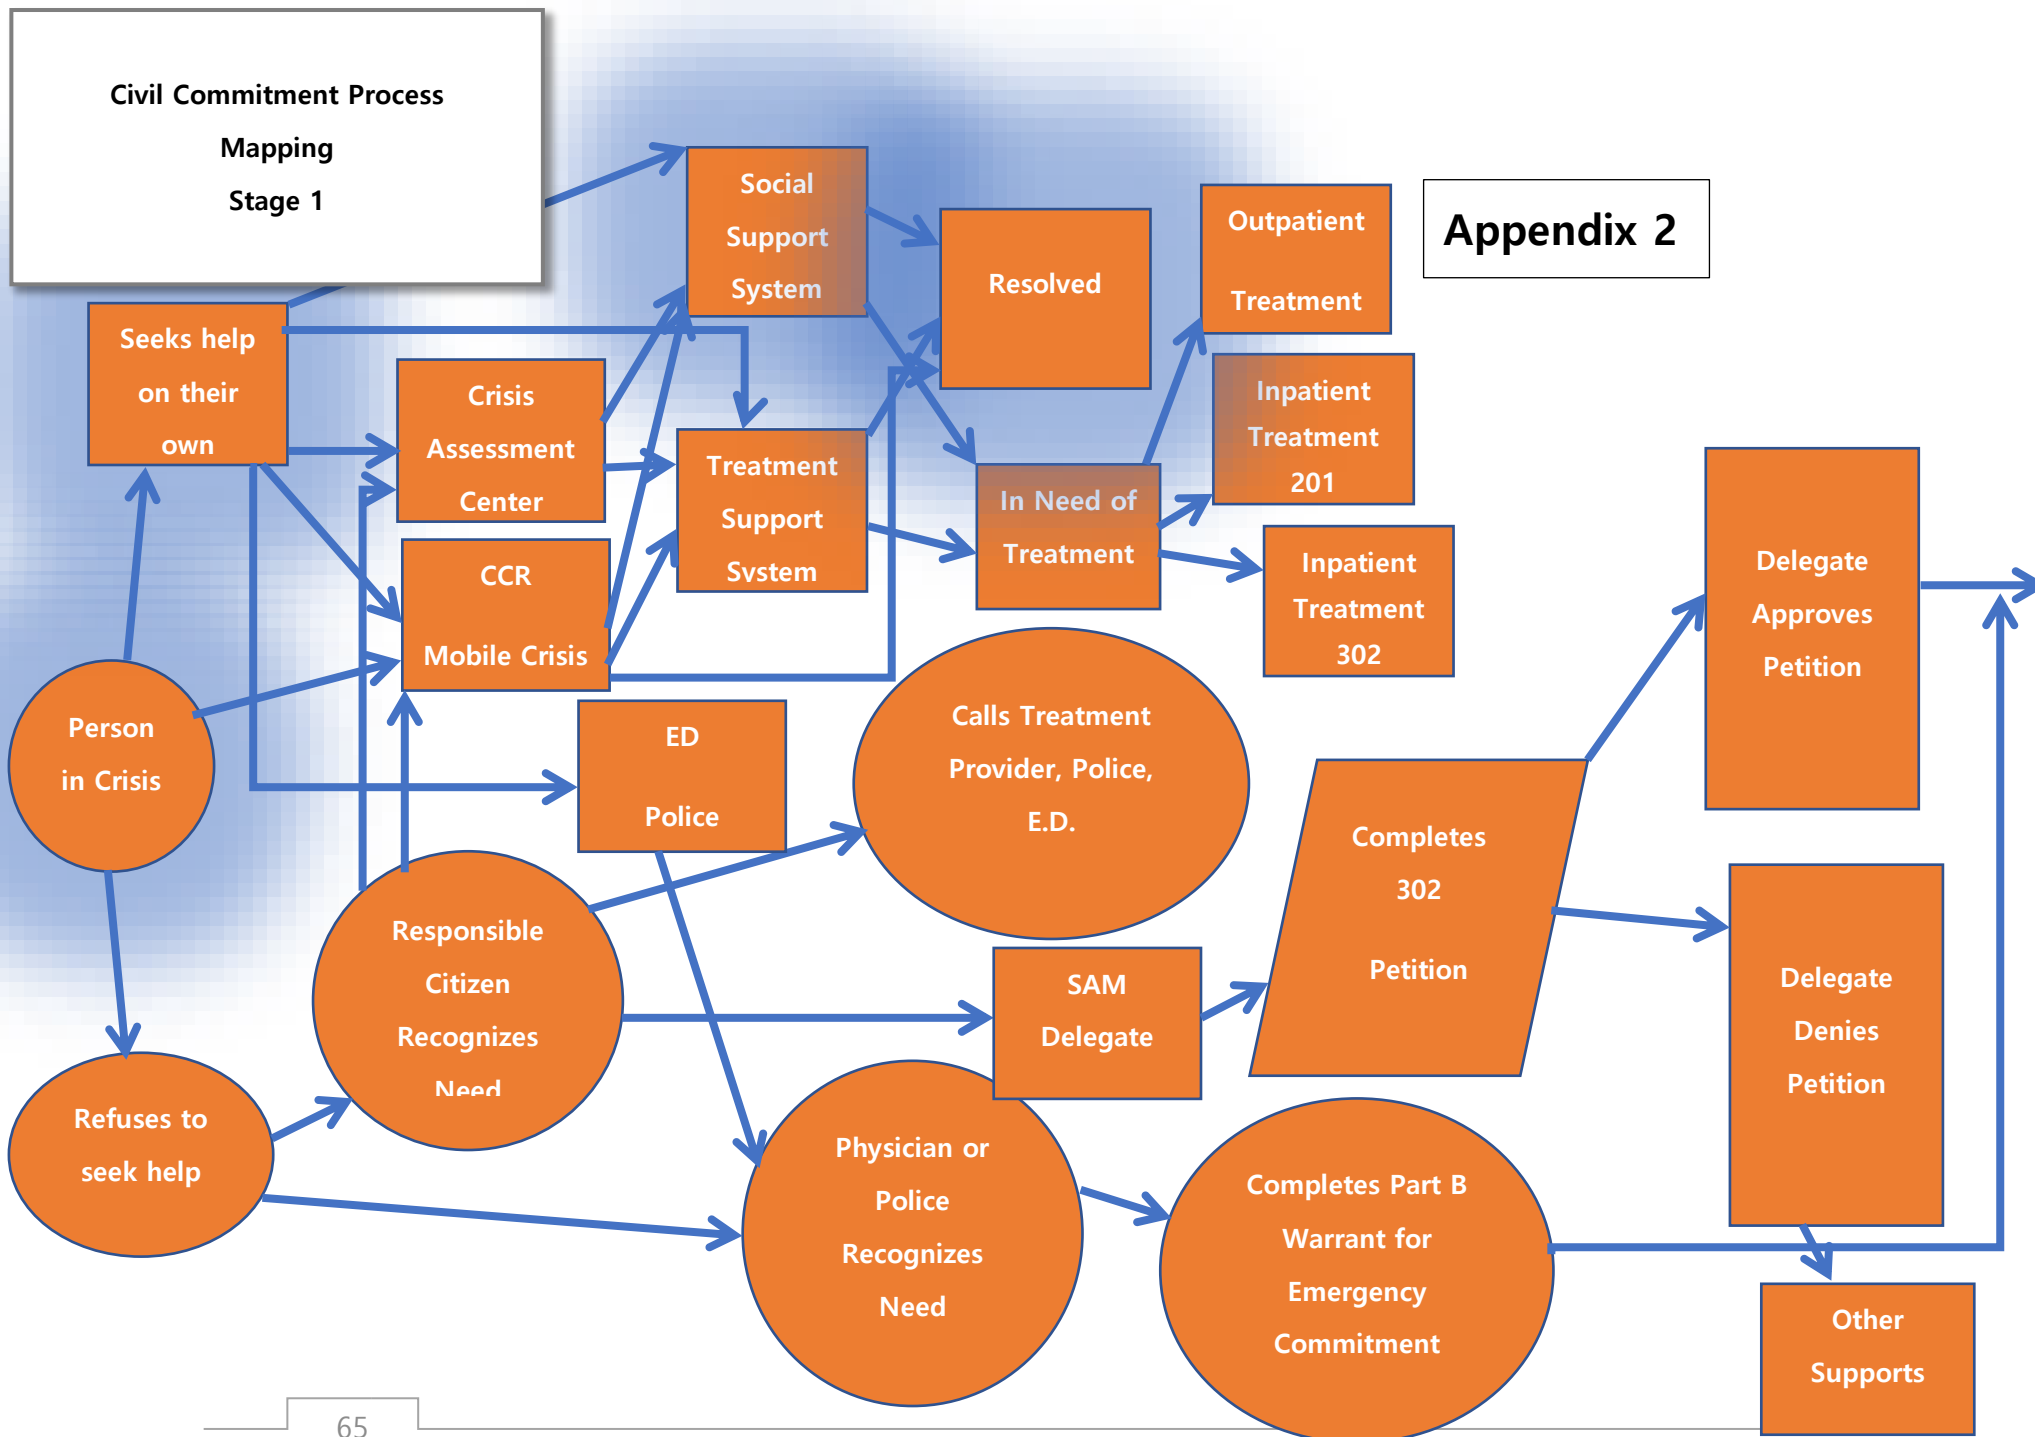 Civil Commitment Process
Mapping
Stage 1
Appendix 2
Social
Support
System
Outpatient
Treatment
Resolved
Seeks help
on their
own
Crisis
Assessment
Center
Inpatient
Treatment
201
Treatment
Support
System
In Need of
Treatment
CCR
Mobile Crisis
Inpatient
Treatment
302
Delegate
Approves
Petition
Person
in Crisis
ED
Police
Calls Treatment
Provider, Police,
E.D.
Completes
302
Petition
Responsible
Citizen
Recognizes
Need
SAM
Delegate
Delegate
Denies
Petition
Refuses to
seek help
Physician or
Police
Recognizes
Need
Completes Part B
Warrant for
Emergency
Commitment
Other
Supports
65